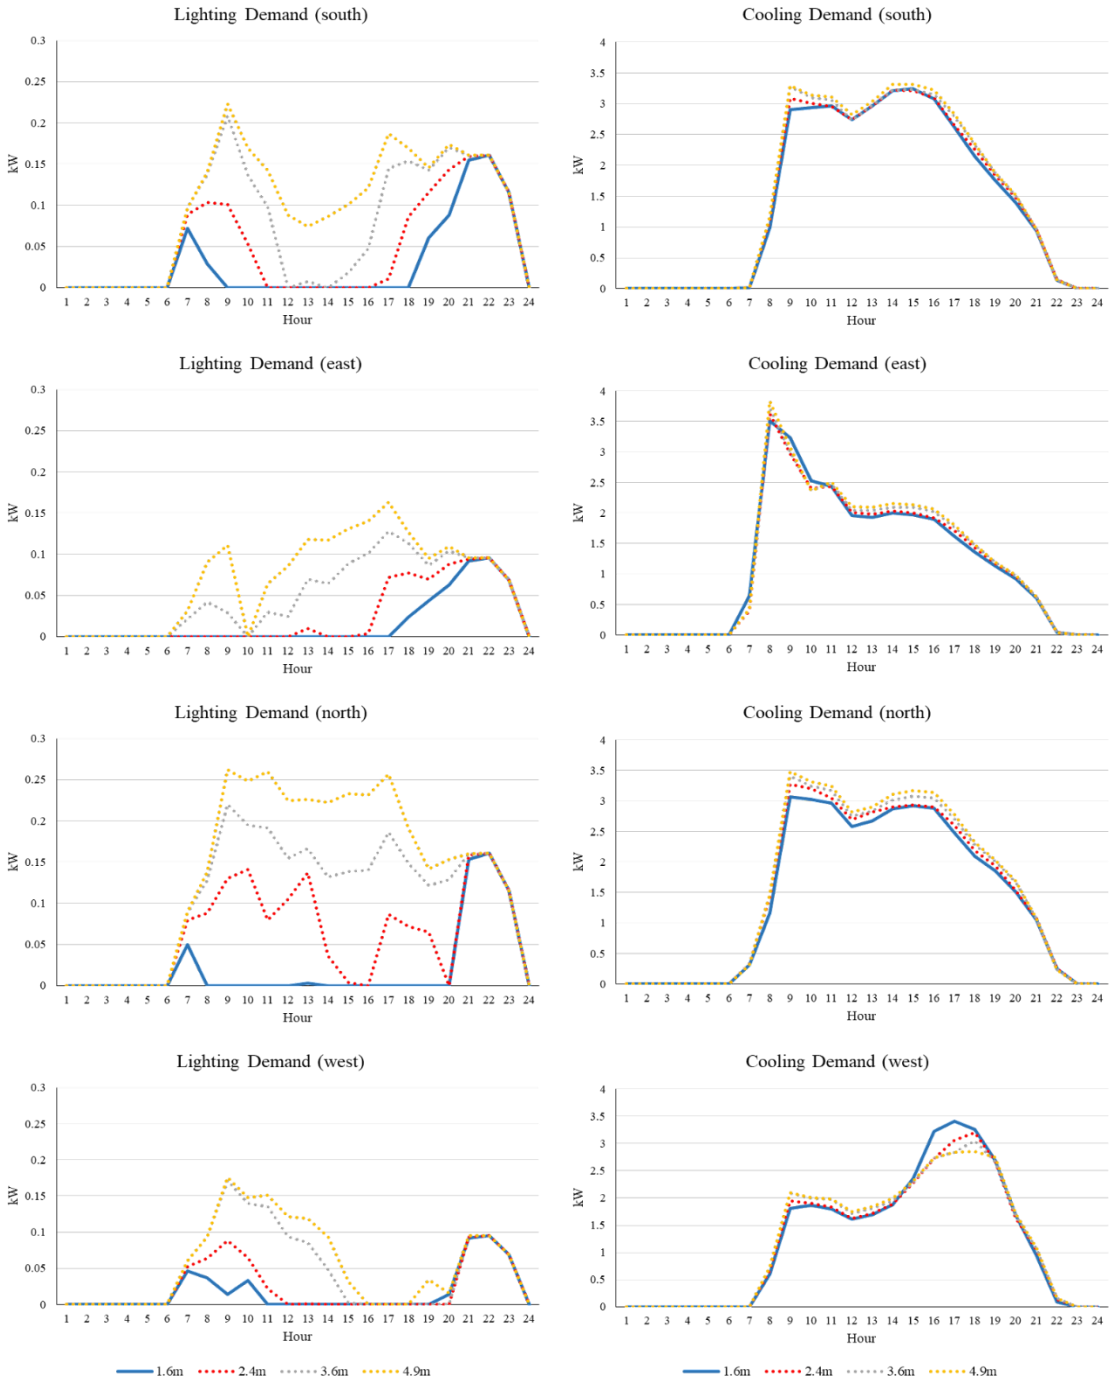 Lighting Demand (south)
0.3
0.25
0.2
0.15
0.1
0.05
0
kW
1 2 3 4 5 6 7 8 9 10 11 12 13 14 15 16 17 18 19 20 21 22 23 24
Hour
Cooling Demand (south)
4
3.5
3
2.5
2
1.5
1
0.5
0
kW
1 2 3 4 5 6 7 8 9 10 11 12 13 14 15 16 17 18 19 20 21 22 23 24
Hour
Lighting Demand (east)
0.3
0.25
0.2
0.15
0.1
0.05
0
kW
1 2 3 4 5 6 7 8 9 10 11 12 13 14 15 16 17 18 19 20 21 22 23 24
Hour
Cooling Demand (east)
4
3.5
3
2.5
2
1.5
1
0.5
0
kW
1 2 3 4 5 6 7 8 9 10 11 12 13 14 15 16 17 18 19 20 21 22 23 24
Hour
Lighting Demand (north)
0.3
0.25
0.2
0.15
0.1
0.05
0
kW
1 2 3 4 5 6 7 8 9 10 11 12 13 14 15 16 17 18 19 20 21 22 23 24
Hour
Cooling Demand (north)
4
3.5
3
2.5
2
1.5
1
0.5
0
kW
1 2 3 4 5 6 7 8 9 10 11 12 13 14 15 16 17 18 19 20 21 22 23 24
Hour
Lighting Demand (west)
0.3
0.25
0.2
0.15
0.1
0.05
0
kW
1 2 3 4 5 6 7 8 9 10 11 12 13 14 15 16 17 18 19 20 21 22 23 24
Hour
Cooling Demand (west)
4
3.5
3
2.5
2
1.5
1
0.5
0
kW
1 2 3 4 5 6 7 8 9 10 11 12 13 14 15 16 17 18 19 20 21 22 23 24
Hour
1.6m 2.4m 3.6m 4.9m
1.6m 2.4m 3.6m 4.9m